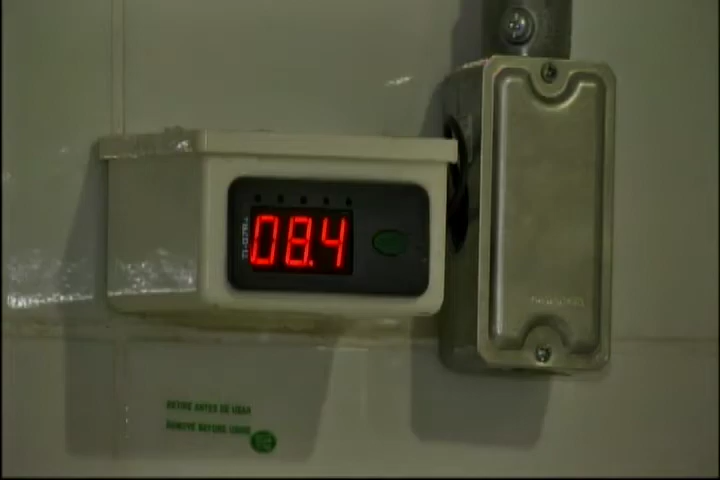 08.4
RETIRE ANTES DE USAR
REMOVE BEFORE USING